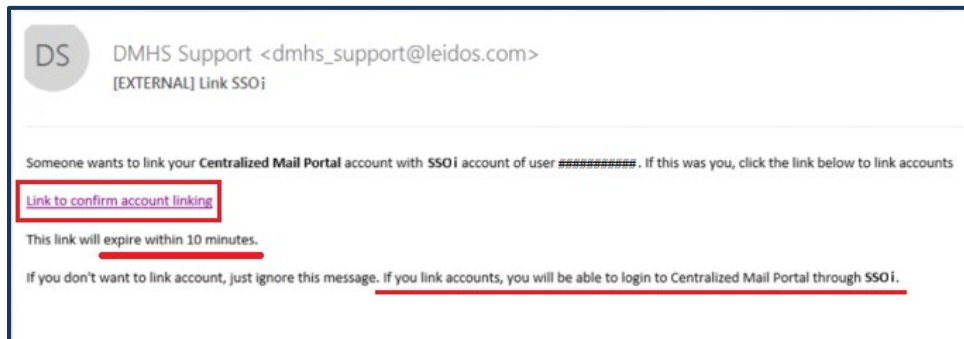 DS
DMHS Support <dmhs_support@leidos.com>
[EXTERNAL] Link SSOi
Someone wants to link your Centralized Mail Portal account with SSOi account of user ###########. If this was you, click the link below to link accounts
Link to confirm account linking
This link will expire within 10 minutes.
If you don't want to link account, just ignore this message. If you link accounts, you will be able to login to Centralized Mail Portal through SSOi.